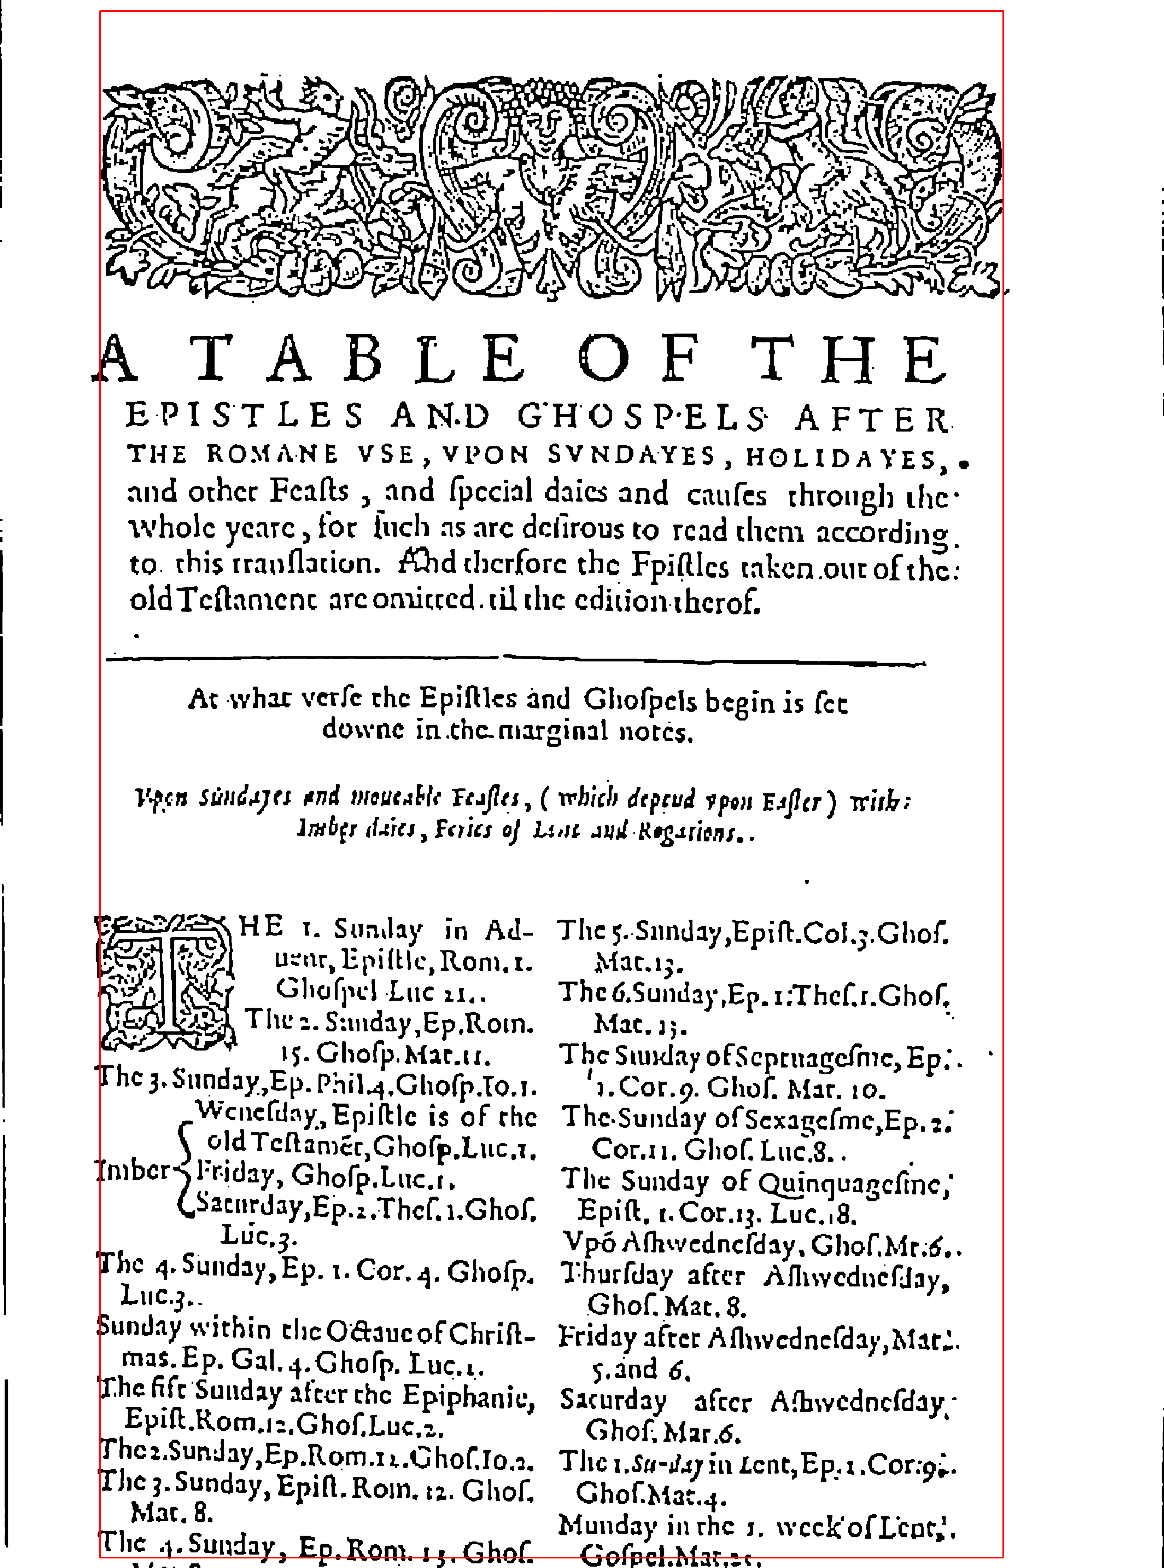 A TABLE OF THE
EPISTLES AND GHOSPELS AFTER
THE ROMANE VSE, VPON SVNDAYES, HOLIDAYES,
and other Feaſts, and ſpecial daies and cauſes through the
whole yeare, for ſuch as are deſirous to read them according
to this tranſlation. And therfore the Epiſtles taken out of the
old Teſtament are omitted til the edition therof.
At what verſe the Epiſtles and Ghoſpels begin is ſet
downe in the marginal notes.
Vpon Sundayes and moueable Feaſtes, (which depend vpon Eaſter) with
Imber daies, Feries of Lent and Rogations.
THE 1. Sunday in Ad-
uent, Epiſtle, Rom. 1.
Ghoſpel Luc 21.
The 2. Sunday, Ep. Rom.
15. Ghoſp. Mat. 11.
The 3. Sunday, Ep. Phil. 4. Ghoſp. Io. 1.
Weneſday, Epiſtle is of the
old Teſtamēt, Ghoſp. Luc. 1.
Imber Friday, Ghoſp. Luc. 1.
Saturday, Ep. 2. Theſ. 1. Ghoſ.
Luc. 3.
The 4. Sunday, Ep. 1. Cor. 4. Ghoſp.
Luc. 3.
Sunday within the Octaue of Chriſt-
mas. Ep. Gal. 4. Ghoſp. Luc. 1.
The fiſt Sunday after the Epiphanie,
Epiſt. Rom. 12. Ghoſ. Luc. 2.
The 2. Sunday, Ep. Rom. 12. Ghoſ. Io. 2.
The 3. Sunday, Epiſt. Rom. 12. Ghoſ.
Mat. 8.
The 4. Sunday, Ep. Rom. 13. Ghoſ.
The 5. Sunday, Epiſt. Col. 3. Ghoſ.
Mat. 13.
The 6. Sunday, Ep. 1. Theſ. 1. Ghoſ.
Mat. 13.
The Sunday of Septuageſme, Ep.
1. Cor. 9. Ghoſ. Mat. 10.
The Sunday of Sexageſme, Ep. 2.
Cor. 11. Ghoſ. Luc. 8.
The Sunday of Quinquageſme,
Epiſt. 1. Cor. 13. Luc. 18.
Vpō Aſhwedneſday, Ghoſ. Mt. 6.
Thurſday after Aſhwedneſday,
Ghoſ. Mat. 8.
Friday after Aſhwedneſday, Mat.
5. and 6.
Saturday after Aſhwedneſday,
Ghoſ. Mar. 6.
The 1. Su-day in Lent, Ep. 1. Cor. 9.
Ghoſ. Mat. 4.
Munday in the 1. week of Lent,
Goſpel. Mat. 25.